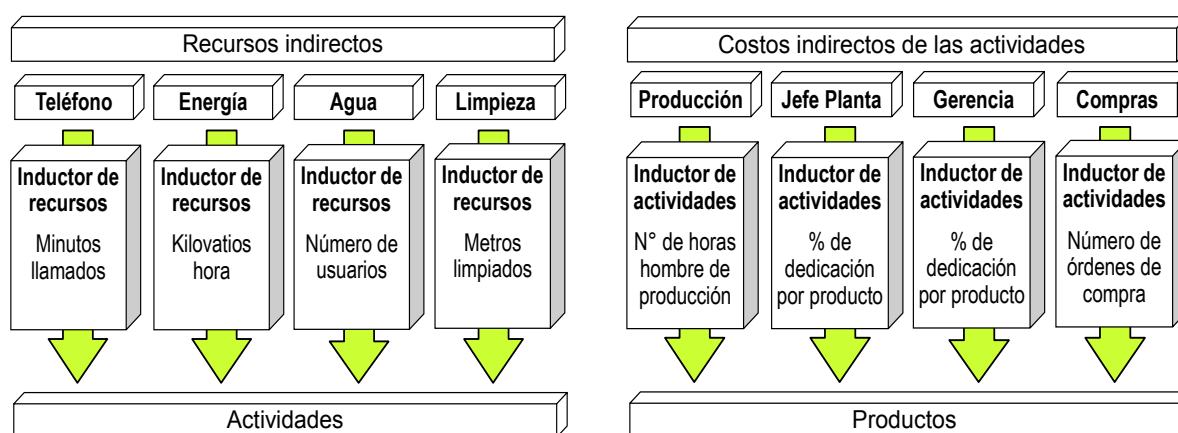 Recursos indirectos
Teléfono
Energía
Agua
Limpieza
Inductor de
recursos
Minutos
llamados
Inductor de
recursos
Kilovatios
hora
Inductor de
recursos
Número de
usuarios
Inductor de
recursos
Metros
limpiados
Actividades
Costos indirectos de las actividades
Producción
Jefe Planta
Gerencia
Compras
Inductor de
actividades
N° de horas
hombre de
producción
Inductor de
actividades
% de
dedicación
por producto
Inductor de
actividades
% de
dedicación
por producto
Inductor de
actividades
Número de
órdenes de
compra
Productos